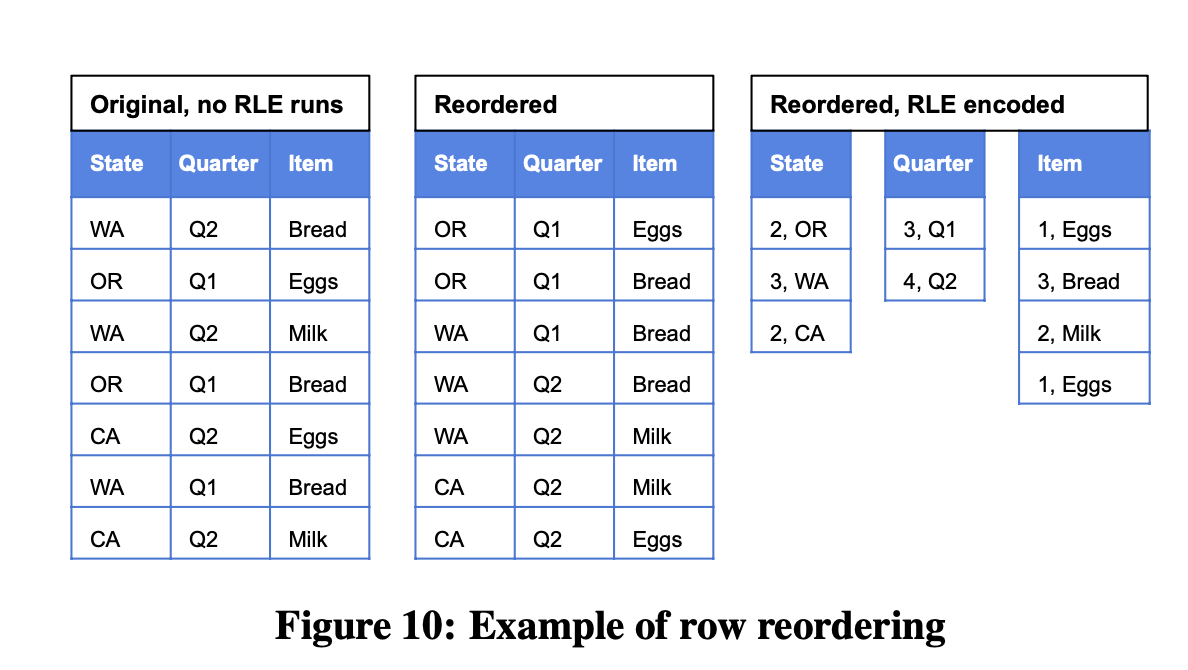 Original, no RLE runs
State Quarter Item
WA Q2 Bread
OR Q1 Eggs
WA Q2 Milk
OR Q1 Bread
CA Q2 Eggs
WA Q1 Bread
CA Q2 Milk
Reordered
State Quarter Item
OR Q1 Eggs
OR Q1 Bread
WA Q1 Bread
WA Q2 Bread
WA Q2 Milk
CA Q2 Milk
CA Q2 Eggs
Reordered, RLE encoded
State Quarter Item
2, OR 3, Q1 1, Eggs
3, WA 4, Q2 3, Bread
2, CA 2, Milk
1, Eggs
Figure 10: Example of row reordering